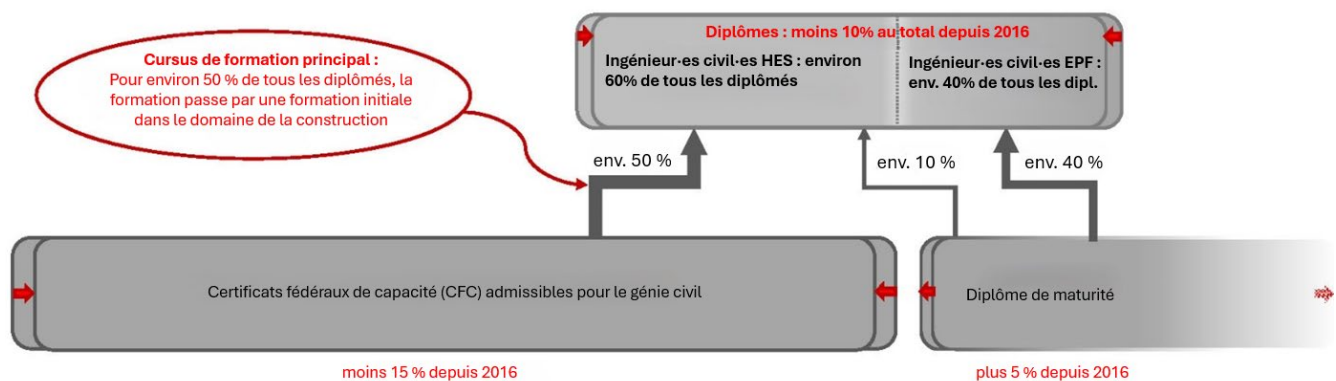 Diplômes : moins 10% au total depuis 2016
Cursus de formation principal :
Pour environ 50 % de tous les diplômés, la
formation passe par une formation initiale
dans le domaine de la construction
Ingénieur·es civil·es HES : environ
60% de tous les diplômés
Ingénieur·es civil·es EPF :
env. 40% de tous les dipl.
env. 50 %
env. 10 %
env. 40 %
Certificats fédéraux de capacité (CFC) admissibles pour le génie civil
Diplôme de maturité
moins 15 % depuis 2016
plus 5 % depuis 2016